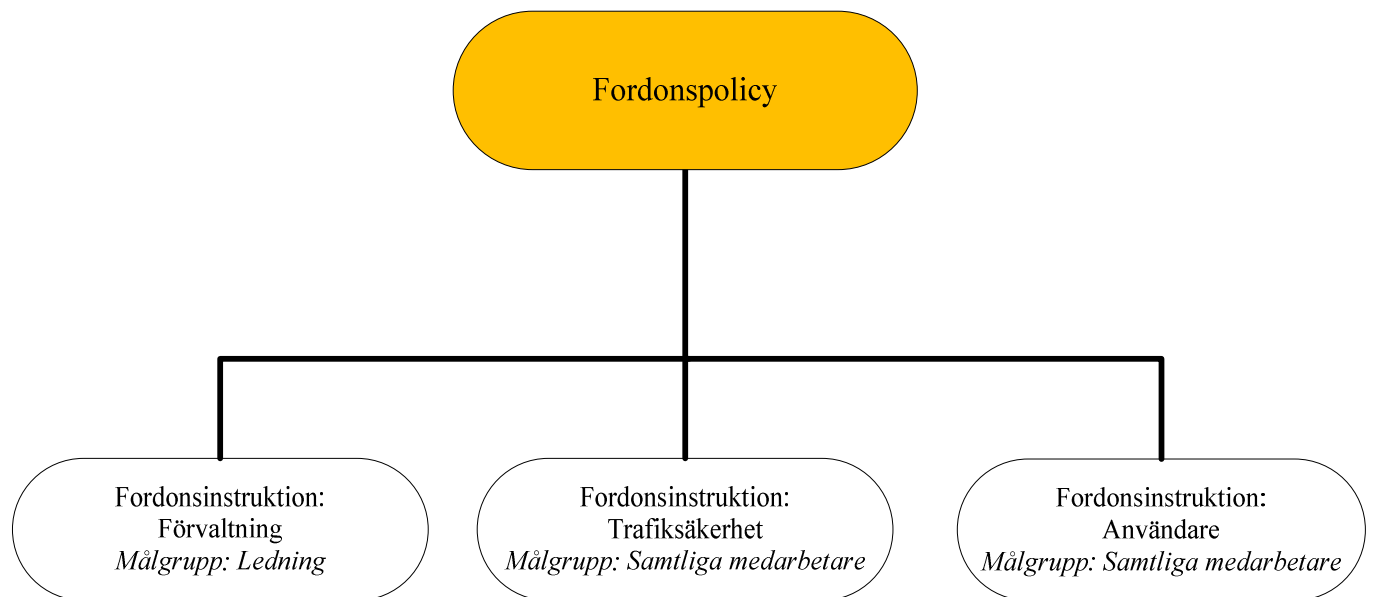 Fordonspolicy
Fordonsinstruktion:
Förvaltning
Målgrupp: Ledning
Fordonsinstruktion:
Trafiksäkerhet
Målgrupp: Samtliga medarbetare
Fordonsinstruktion:
Användare
Målgrupp: Samtliga medarbetare